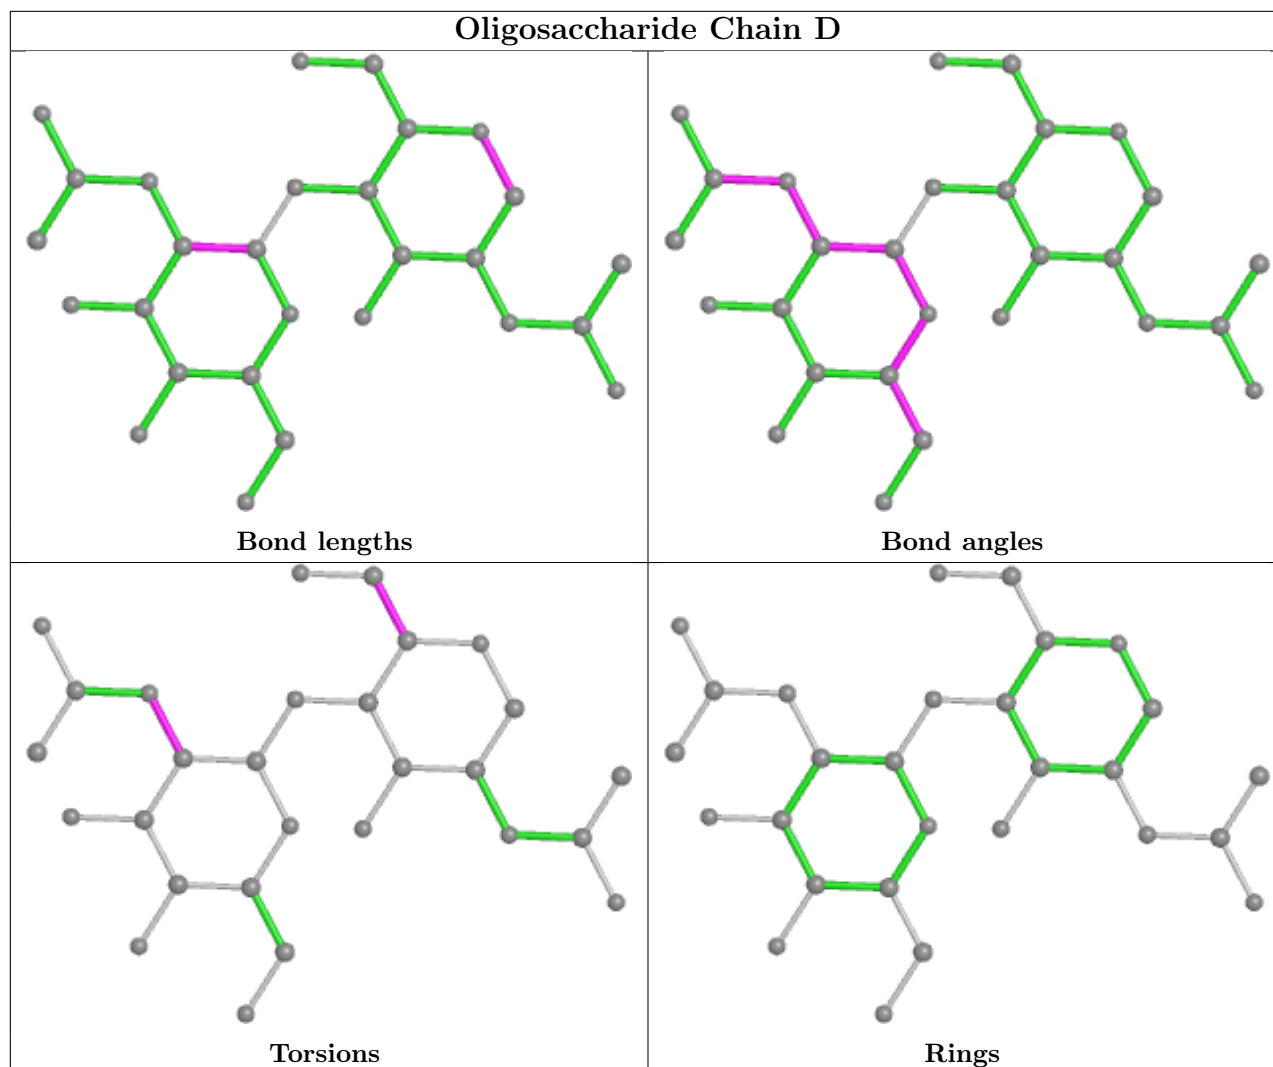 Oligosaccharide Chain D
Bond lengths
Bond angles
Torsions
Rings